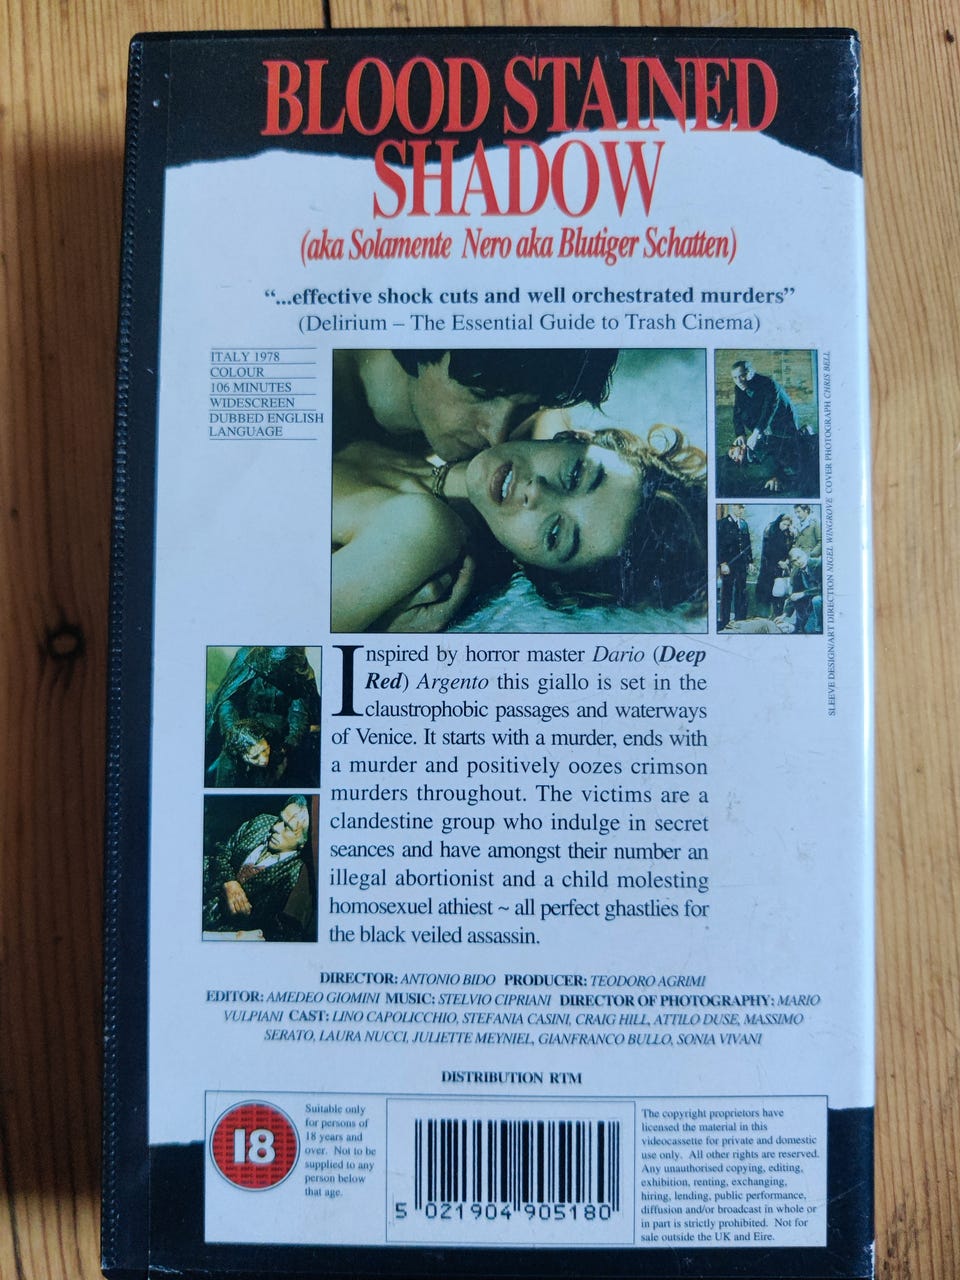 BLOOD STAINED
SHADOW
(aka Solamente Nero aka Blutiger Schatten)
"...effective shock cuts and well orchestrated murders"
(Delirium – The Essential Guide to Trash Cinema)
ITALY 1978
COLOUR
106 MINUTES
WIDESCREEN
DUBBED ENGLISH
LANGUAGE
SLEEVE DESIGN/ART DIRECTION NIGEL WINGROVE COVER PHOTOGRAPH CHRIS BELL
Inspired by horror master Dario (Deep
Red) Argento this giallo is set in the
claustrophobic passages and waterways
of Venice. It starts with a murder, ends with
a murder and positively oozes crimson
murders throughout. The victims are a
clandestine group who indulge in secret
seances and have amongst their number an
illegal abortionist and a child molesting
homosexuel athiest ~ all perfect ghastlies for
the black veiled assassin.
DIRECTOR: ANTONIO BIDO PRODUCER: TEODORO AGRIMI
EDITOR: AMEDEO GIOMINI MUSIC: STELVIO CIPRIANI DIRECTOR OF PHOTOGRAPHY: MARIO
VULPIANI CAST: LINO CAPOLICCHIO, STEFANIA CASINI, CRAIG HILL, ATTILO DUSE, MASSIMO
SERATO, LAURA NUCCI, JULIETTE MEYNIEL, GIANFRANCO BULLO, SONIA VIVANI
DISTRIBUTION RTM
18
Suitable only
for persons of
18 years and
over. Not to be
supplied to any
person below
that age.
5 021904 905180
The copyright proprietors have
licensed the material in this
videocassette for private and domestic
use only. All other rights are reserved.
Any unauthorised copying, editing,
exhibition, renting, exchanging,
hiring, lending, public performance,
diffusion and/or broadcast in whole or
in part is strictly prohibited. Not for
sale outside the UK and Eire.